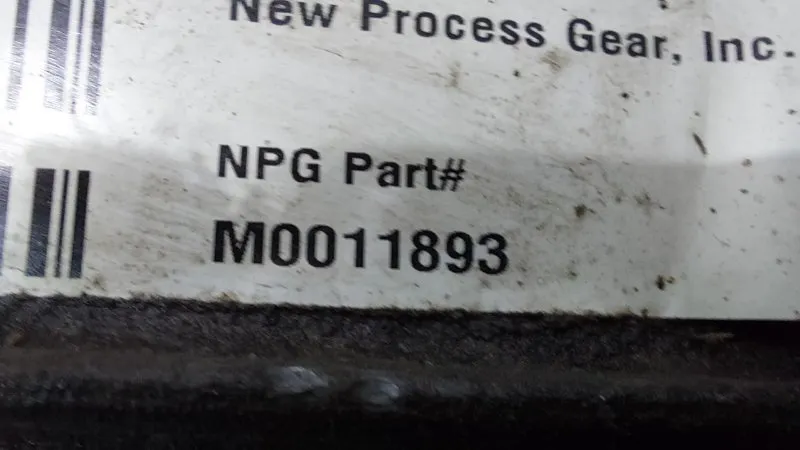 New Process Gear, Inc.
NPG Part#
M0011893